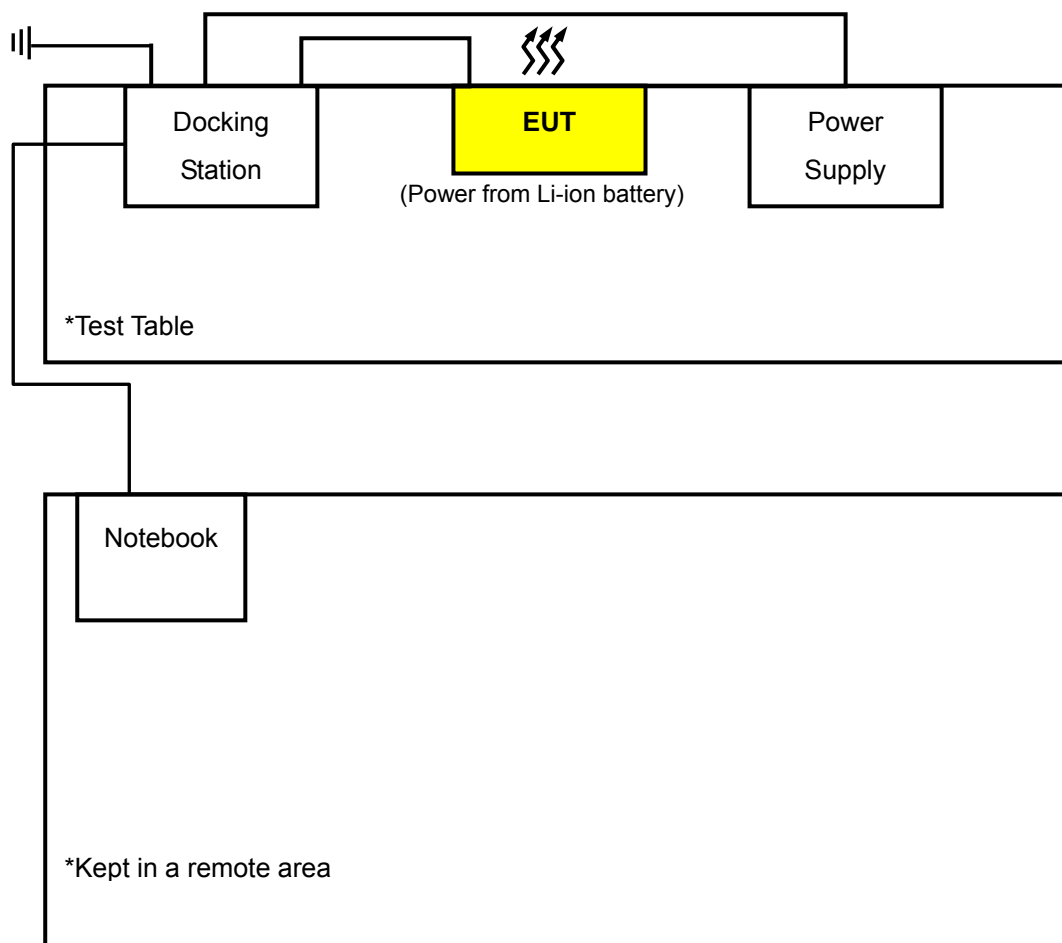 Docking
Station
EUT
(Power from Li-ion battery)
Power
Supply
*Test Table
Notebook
*Kept in a remote area